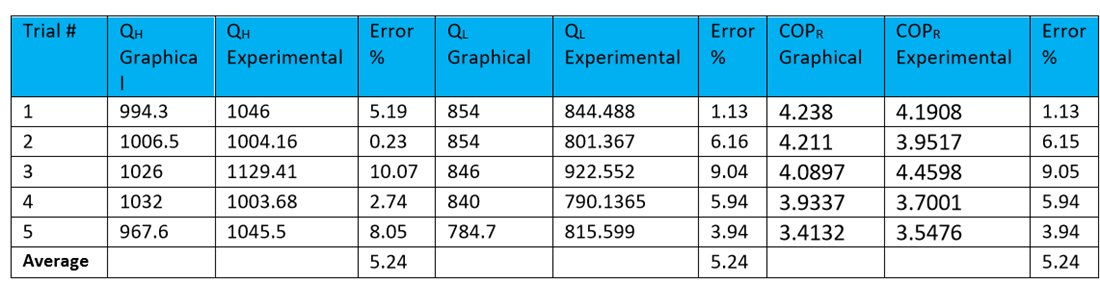 Trial # QH Graphical QH Experimental Error % QL Graphical QL Experimental Error % COPR Graphical COPR Experimental Error %
1 994.3 1046 5.19 854 844.488 1.13 4.238 4.1908 1.13
2 1006.5 1004.16 0.23 854 801.367 6.16 4.211 3.9517 6.15
3 1026 1129.41 10.07 846 922.552 9.04 4.0897 4.4598 9.05
4 1032 1003.68 2.74 840 790.1365 5.94 3.9337 3.7001 5.94
5 967.6 1045.5 8.05 784.7 815.599 3.94 3.4132 3.5476 3.94
Average 5.24 5.24 5.24